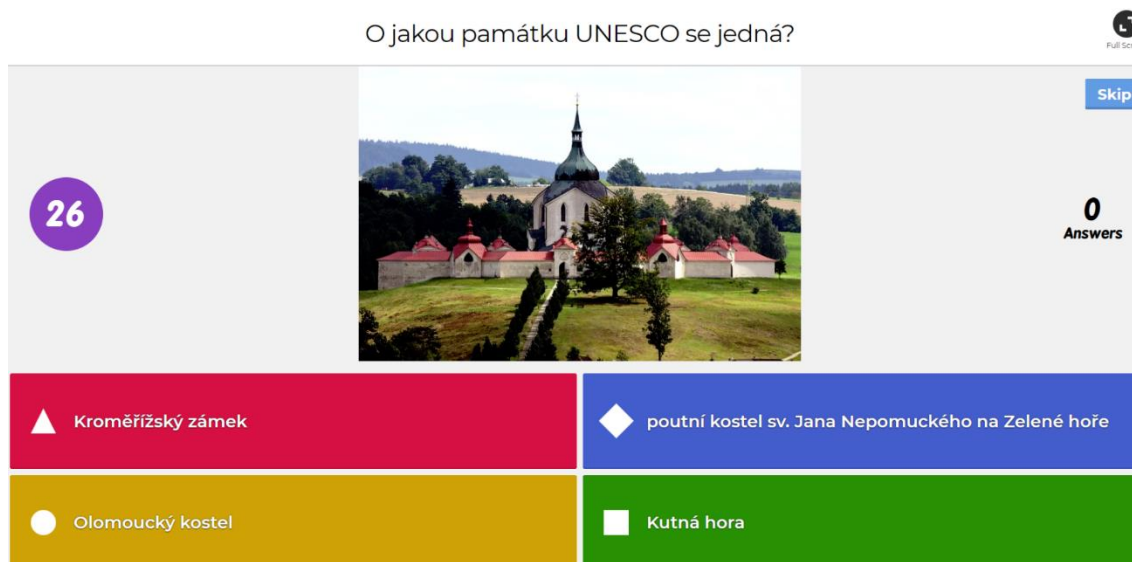 O jakou památku UNESCO se jedná?
Skip
26
0
Answers
Kroměřížský zámek
poutní kostel sv. Jana Nepomuckého na Zelené hoře
Olomoucký kostel
Kutná hora